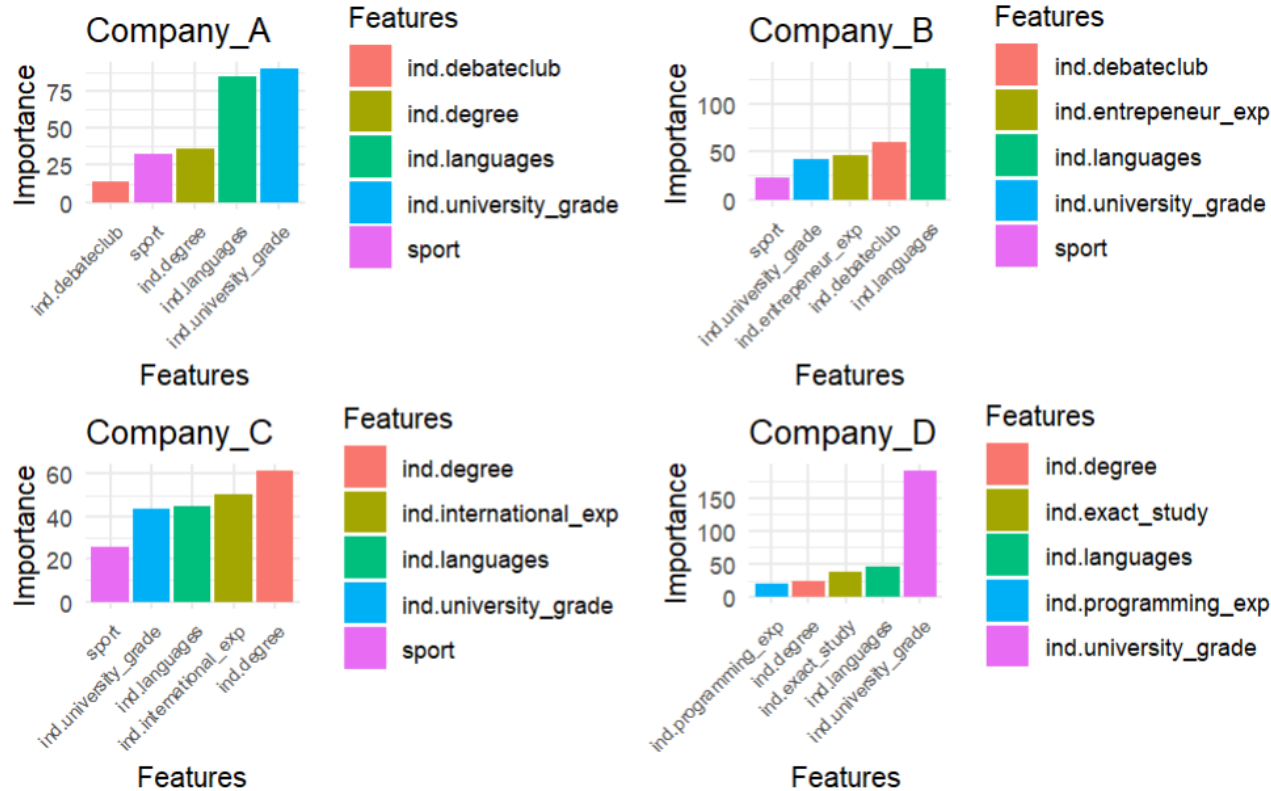 Company_A
Importance
75
50
25
0
ind.debateclub
sport
ind.degree
ind.languages
ind.university_grade
Features
Features
ind.debateclub
ind.degree
ind.languages
ind.university_grade
sport
Company_B
Importance
100
50
0
sport
ind.university_grade
ind.entrepeneur_exp
ind.debateclub
ind.languages
Features
Features
ind.debateclub
ind.entrepeneur_exp
ind.languages
ind.university_grade
sport
Company_C
Importance
60
40
20
0
sport
ind.university_grade
ind.languages
ind.international_exp
ind.degree
Features
Features
ind.degree
ind.international_exp
ind.languages
ind.university_grade
sport
Company_D
Importance
150
100
50
0
ind.programming_exp
ind.degree
ind.exact_study
ind.languages
ind.university_grade
Features
Features
ind.degree
ind.exact_study
ind.languages
ind.programming_exp
ind.university_grade